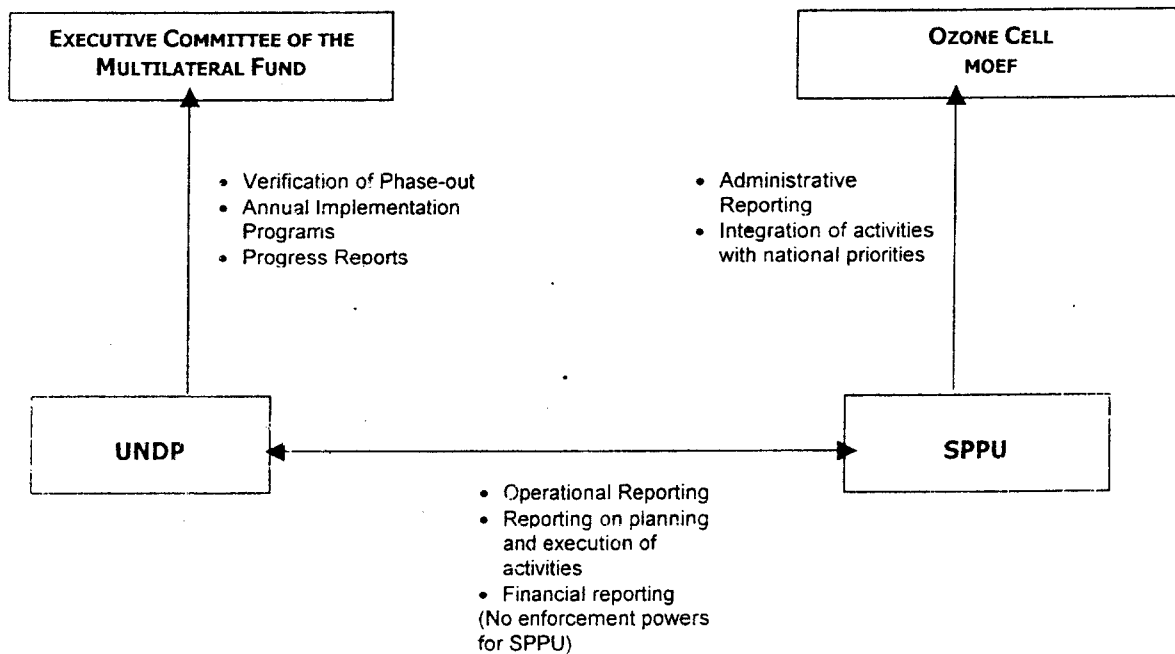 EXECUTIVE COMMITTEE OF THE
MULTILATERAL FUND
OZONE CELL
MOEF
• Verification of Phase-out
• Annual Implementation
Programs
• Progress Reports
• Administrative
Reporting
• Integration of activities
with national priorities
UNDP
SPPU
• Operational Reporting
• Reporting on planning
and execution of
activities
• Financial reporting
(No enforcement powers
for SPPU)